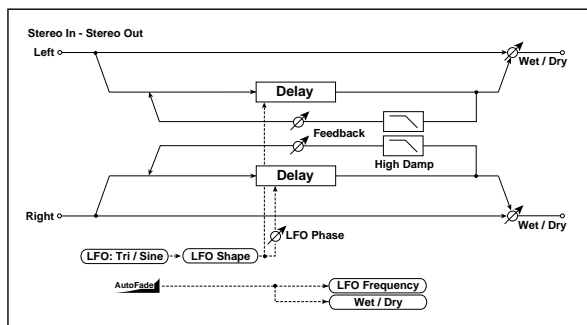 Stereo In - Stereo Out
Left
Wet / Dry
Delay
Feedback
High Damp
Delay
Right
LFO Phase
Wet / Dry
LFO: Tri / Sine
LFO Shape
AutoFade
LFO Frequency
Wet / Dry